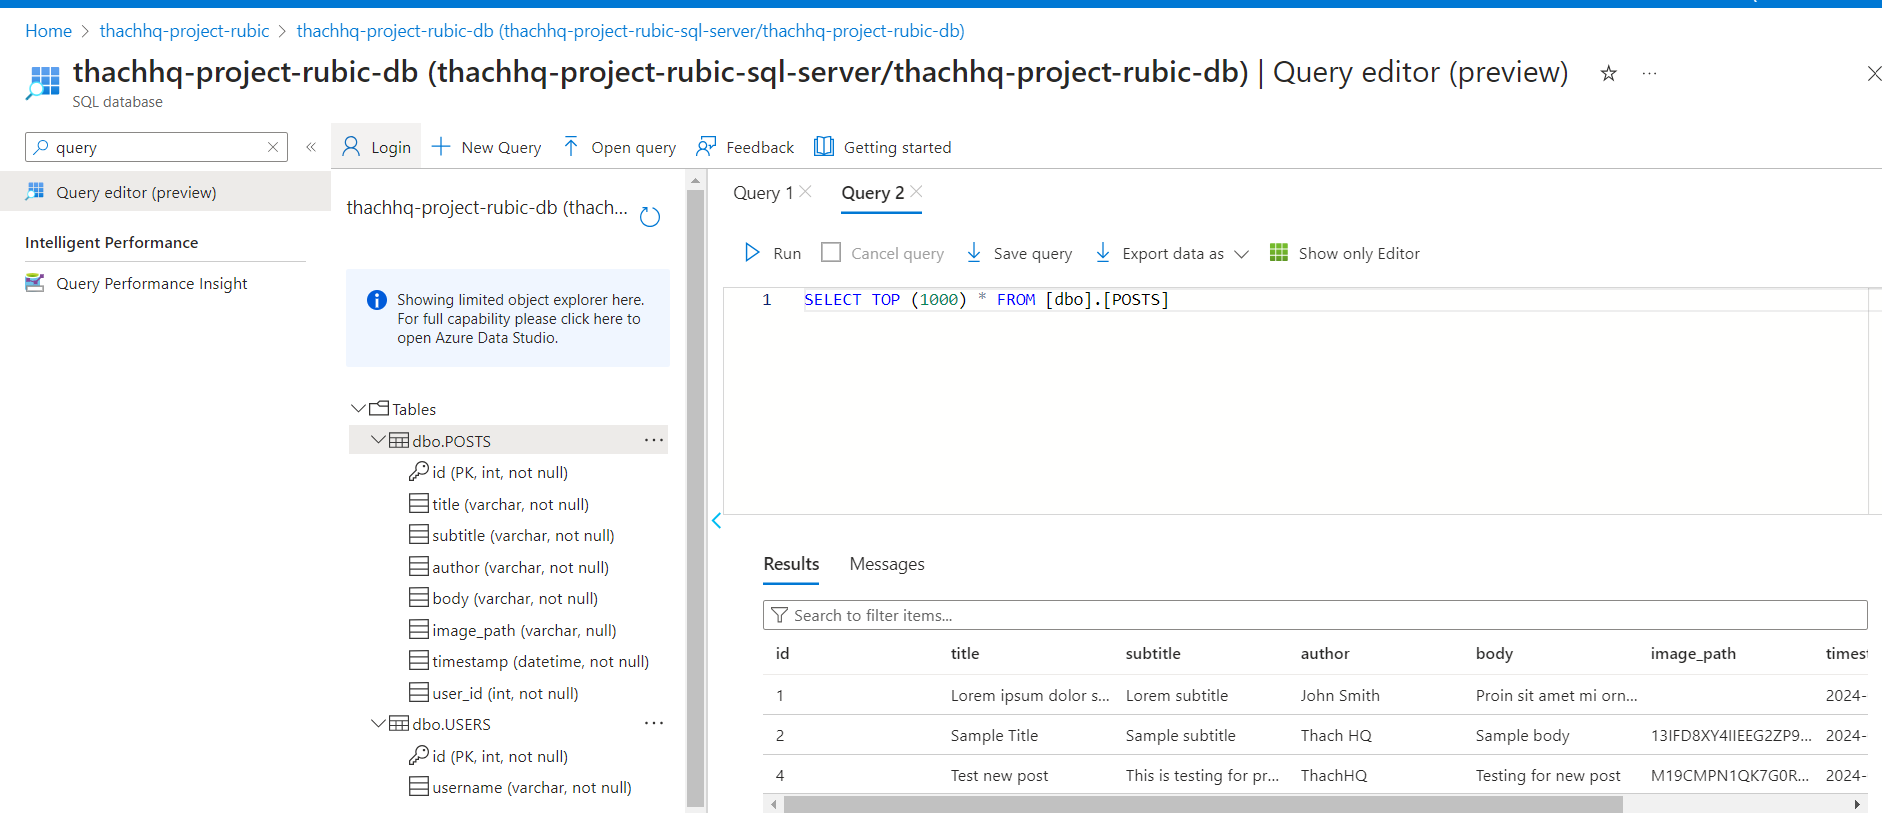 Home > thachhq-project-rubic > thachhq-project-rubic-db (thachhq-project-rubic-sql-server/thachhq-project-rubic-db)
thachhq-project-rubic-db (thachhq-project-rubic-sql-server/thachhq-project-rubic-db) | Query editor (preview)
SQL database
query
Query editor (preview)
Intelligent Performance
Query Performance Insight
Login
New Query
Open query
Feedback
Getting started
thachhq-project-rubic-db (thach...
Showing limited object explorer here.
For full capability please click here to
open Azure Data Studio.
Tables
dbo.POSTS
id (PK, int, not null)
title (varchar, not null)
subtitle (varchar, not null)
author (varchar, not null)
body (varchar, not null)
image_path (varchar, null)
timestamp (datetime, not null)
user_id (int, not null)
dbo.USERS
id (PK, int, not null)
username (varchar, not null)
Query 1
Query 2
Run
Cancel query
Save query
Export data as
Show only Editor
1 SELECT TOP (1000) * FROM [dbo].[POSTS]
Results
Messages
Search to filter items...
id title subtitle author body image_path timest
1 Lorem ipsum dolor s... Lorem subtitle John Smith Proin sit amet mi orn... 2024-
2 Sample Title Sample subtitle Thach HQ Sample body 13IFD8XY4IIEEG2ZP9... 2024-
4 Test new post This is testing for pr... ThachHQ Testing for new post M19CMPN1QK7G0R... 2024-